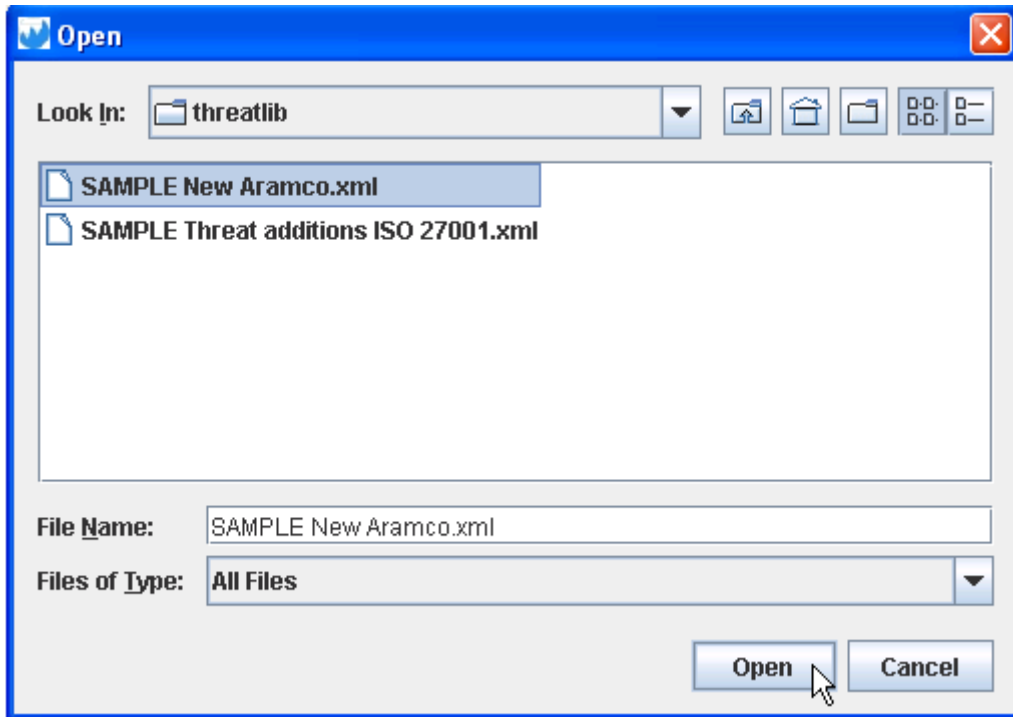 Open
Look In: threatlib
SAMPLE New Aramco.xml
SAMPLE Threat additions ISO 27001.xml
File Name: SAMPLE New Aramco.xml
Files of Type: All Files
Open Cancel